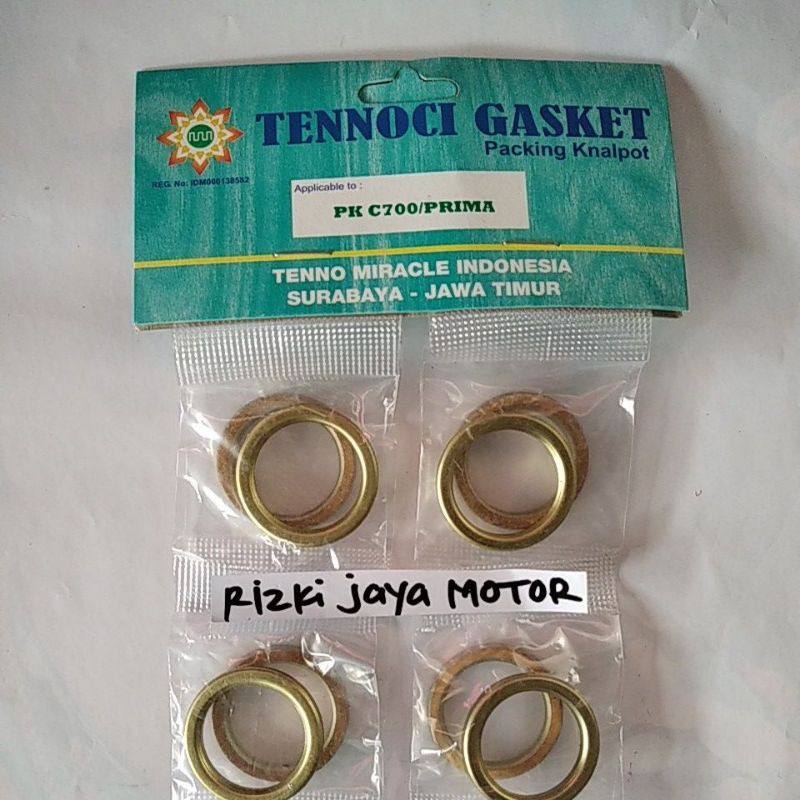 TENNOCI GASKET
Packing Knalpot
REG. No: IDM000138582
Applicable to :
PK C700/PRIMA
TENNO MIRACLE INDONESIA
SURABAYA - JAWA TIMUR
Rizki jaya MOTOR